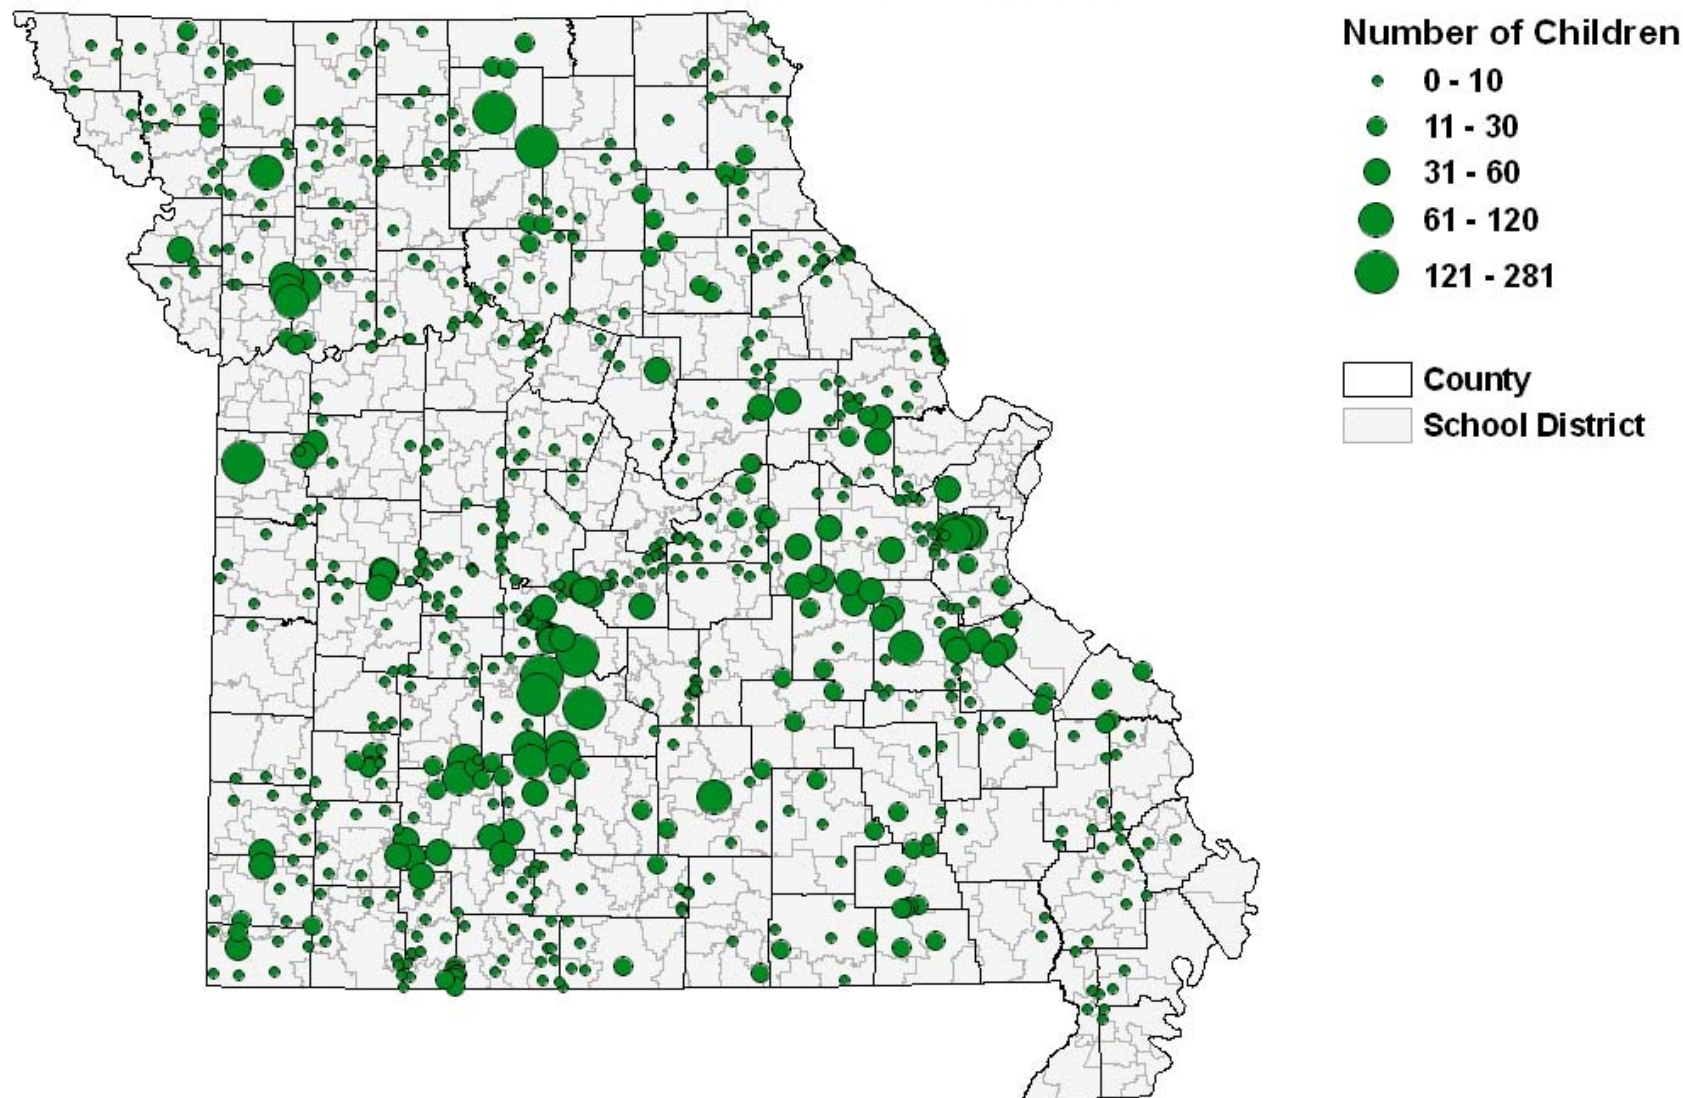 Number of Children
0 - 10
11 - 30
31 - 60
61 - 120
121 - 281
County
School District